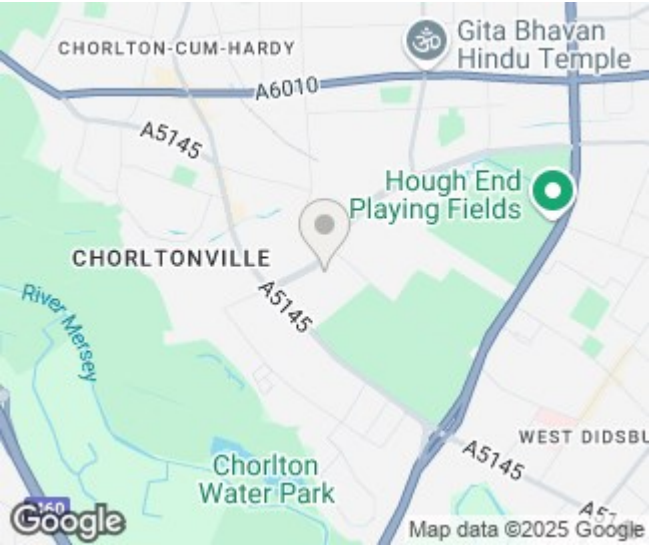 CHORLTON-CUM-HARDY
Gita Bhavan
Hindu Temple
A6010
A5145
Hough End
Playing Fields
CHORLTONVILLE
River Mersey
A5145
WEST DIDSBU
A5145
Chorlton
Water Park
Google
Map data ©2025 Google